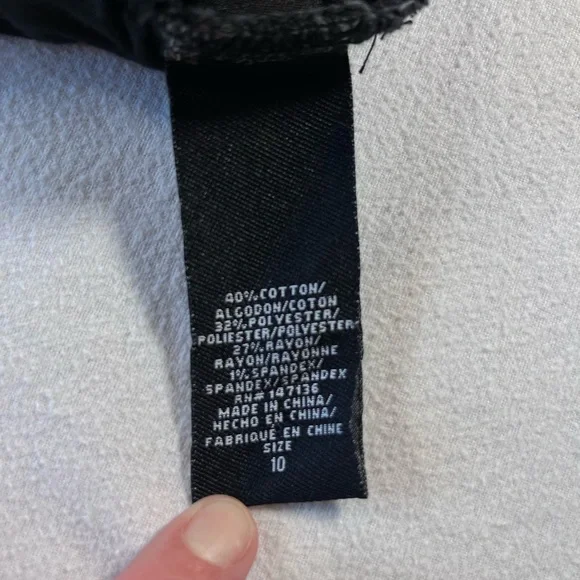 40% COTTON/
ALGODON/COTON
32% POLYESTER/
POLIESTER/POLYESTER
27% RAYON/
RAYON/RAYONNE
1% SPANDEX/
SPANDEX/SPANDEX
RN# 147136
MADE IN CHINA/
HECHO EN CHINA/
FABRIQUÉ EN CHINE
SIZE
10